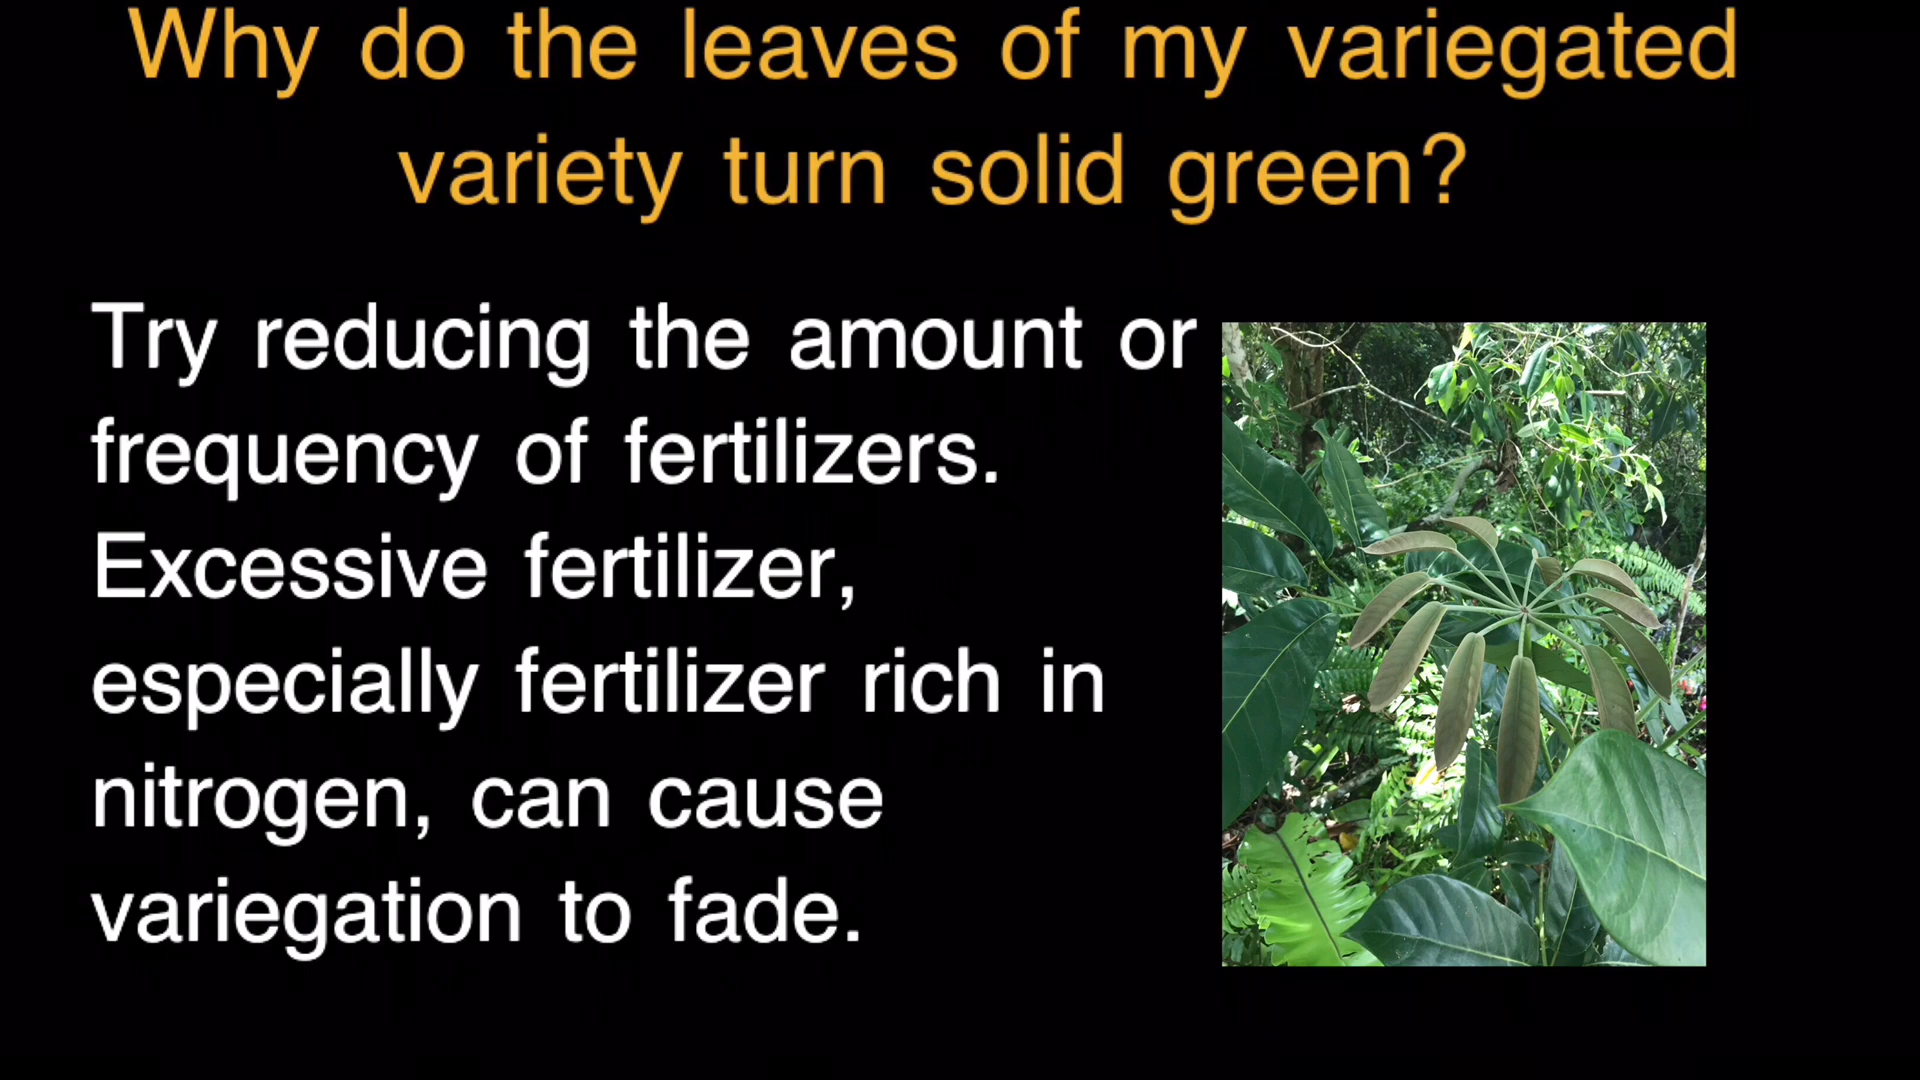 Why do the leaves of my variegated
variety turn solid green?
Try reducing the amount or
frequency of fertilizers.
Excessive fertilizer,
especially fertilizer rich in
nitrogen, can cause
variegation to fade.